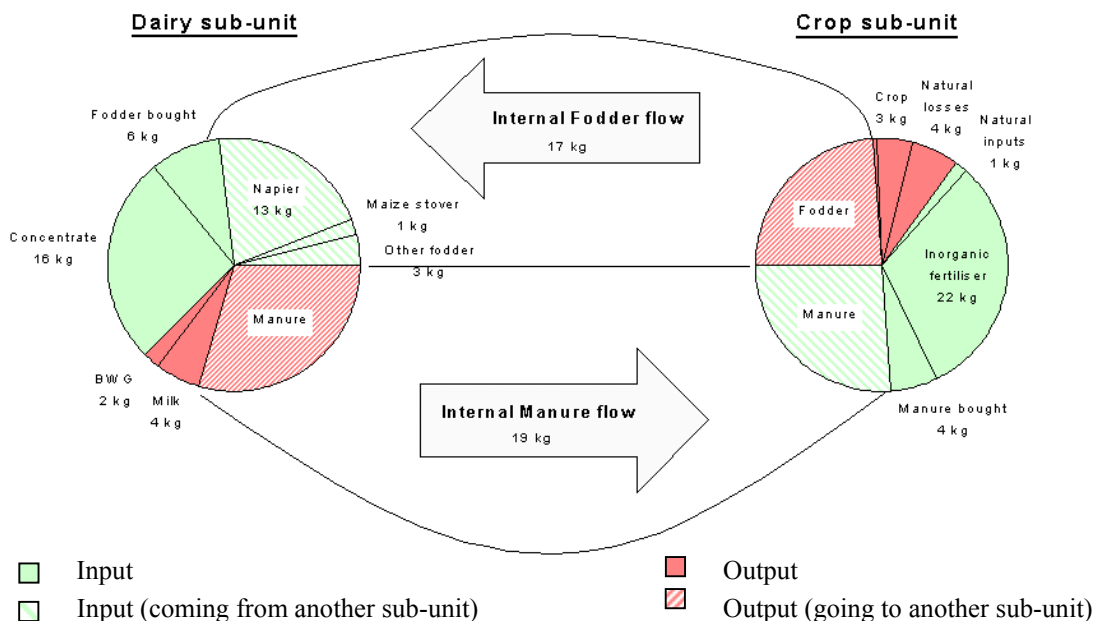 Dairy sub-unit
Crop sub-unit
Fodder bought
6 kg
Napier
13 kg
Maize stover
1 kg
Other fodder
3 kg
Concentrate
16 kg
Manure
BWG
2 kg
Milk
4 kg
Internal Fodder flow
17 kg
Internal Manure flow
19 kg
Crop
3 kg
Natural
losses
4 kg
Natural
inputs
1 kg
Fodder
Inorganic
fertiliser
22 kg
Manure
Manure bought
4 kg
Input
Input (coming from another sub-unit)
Output
Output (going to another sub-unit)